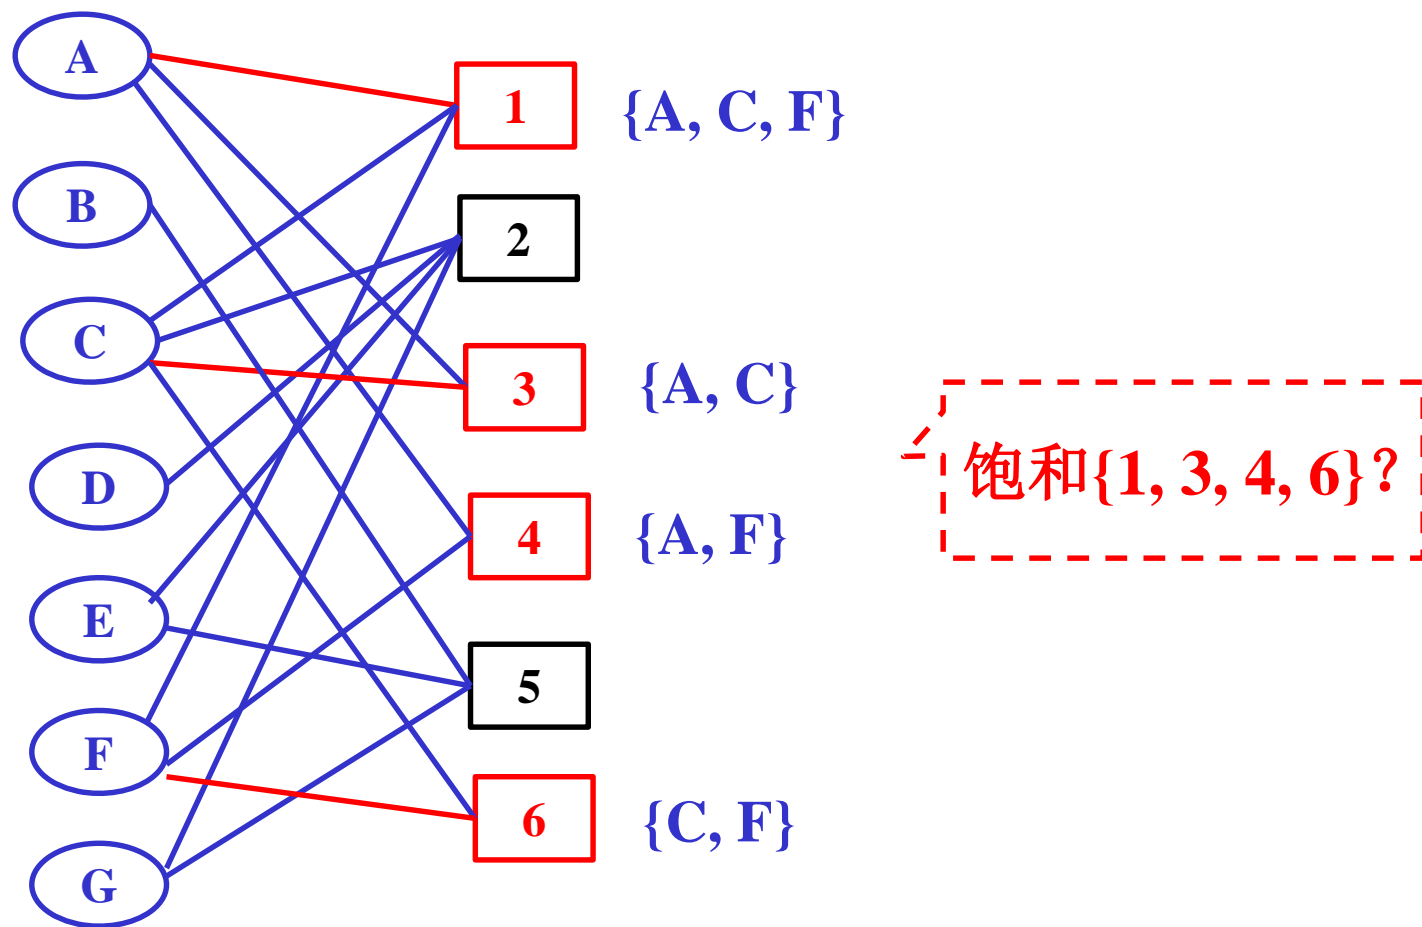 A
1
{A, C, F}
B
2
C
3
{A, C}
饱和{1, 3, 4, 6}？
D
4
{A, F}
E
5
F
6
{C, F}
G